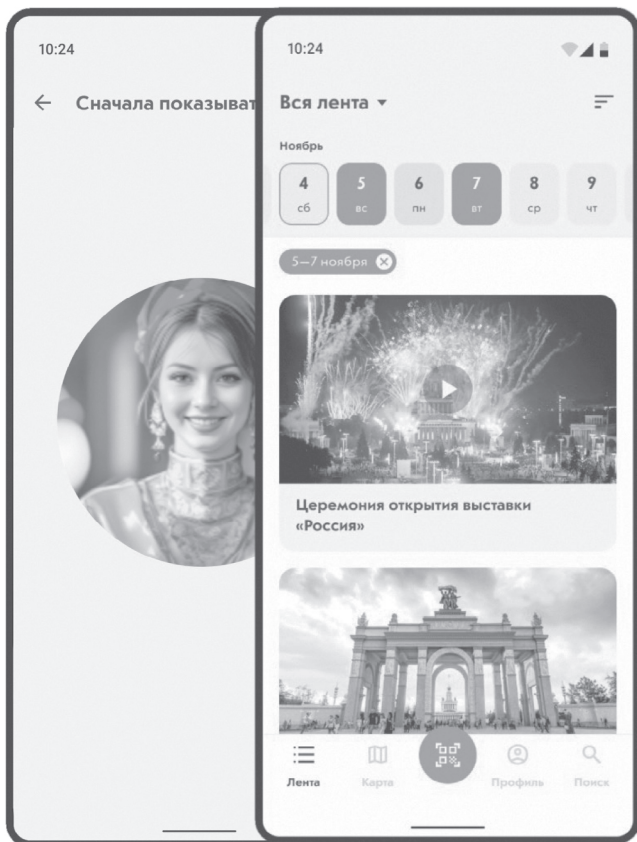 10:24
Сначала показыват
10:24
Вся лента
Ноябрь
4 5 6 7 8 9
сб вс пн вт ср чт
5—7 ноября
Церемония открытия выставки
«Россия»
Лента Карта Профиль Поиск